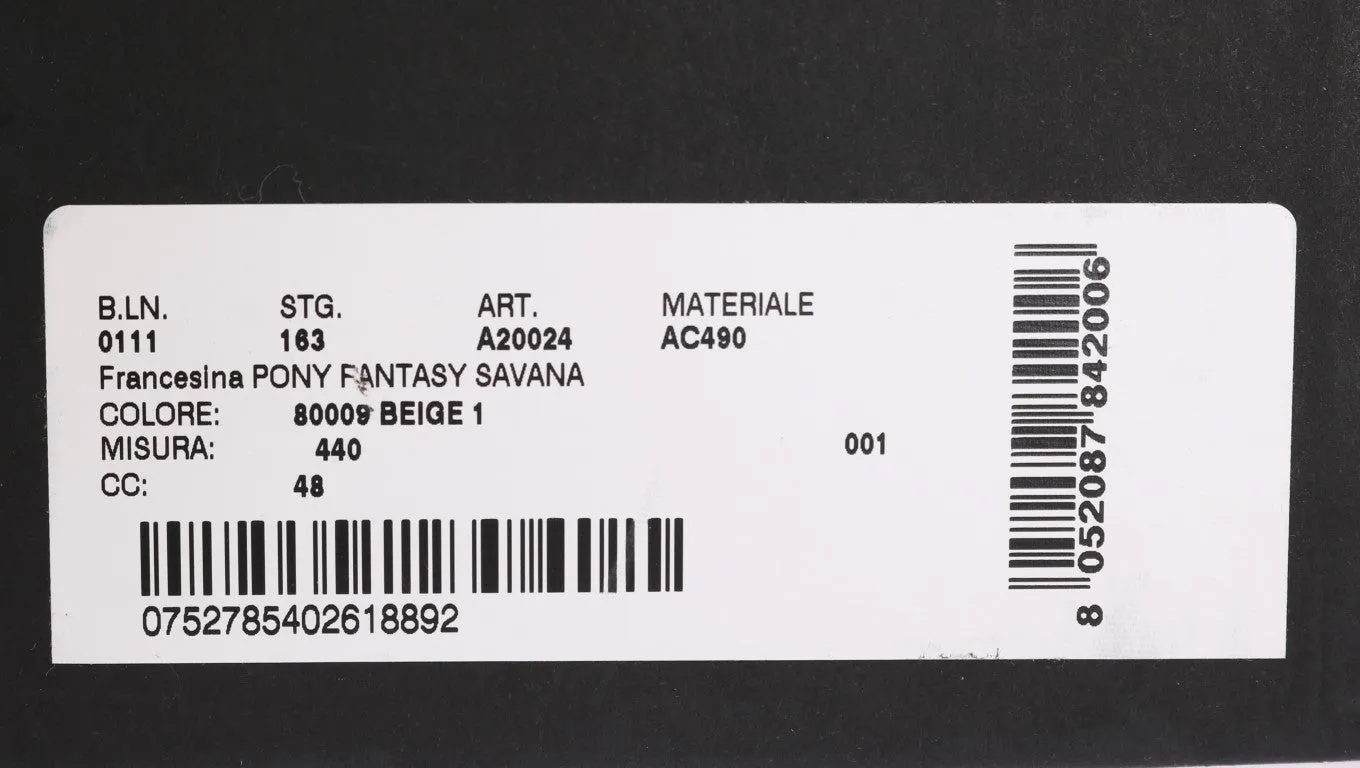 B.LN. STG. ART. MATERIALE
0111 163 A20024 AC490
Francesina PONY FANTASY SAVANA
COLORE: 80009 BEIGE 1
MISURA: 440 001
CC: 48
0752785402618892
8 052087 842006